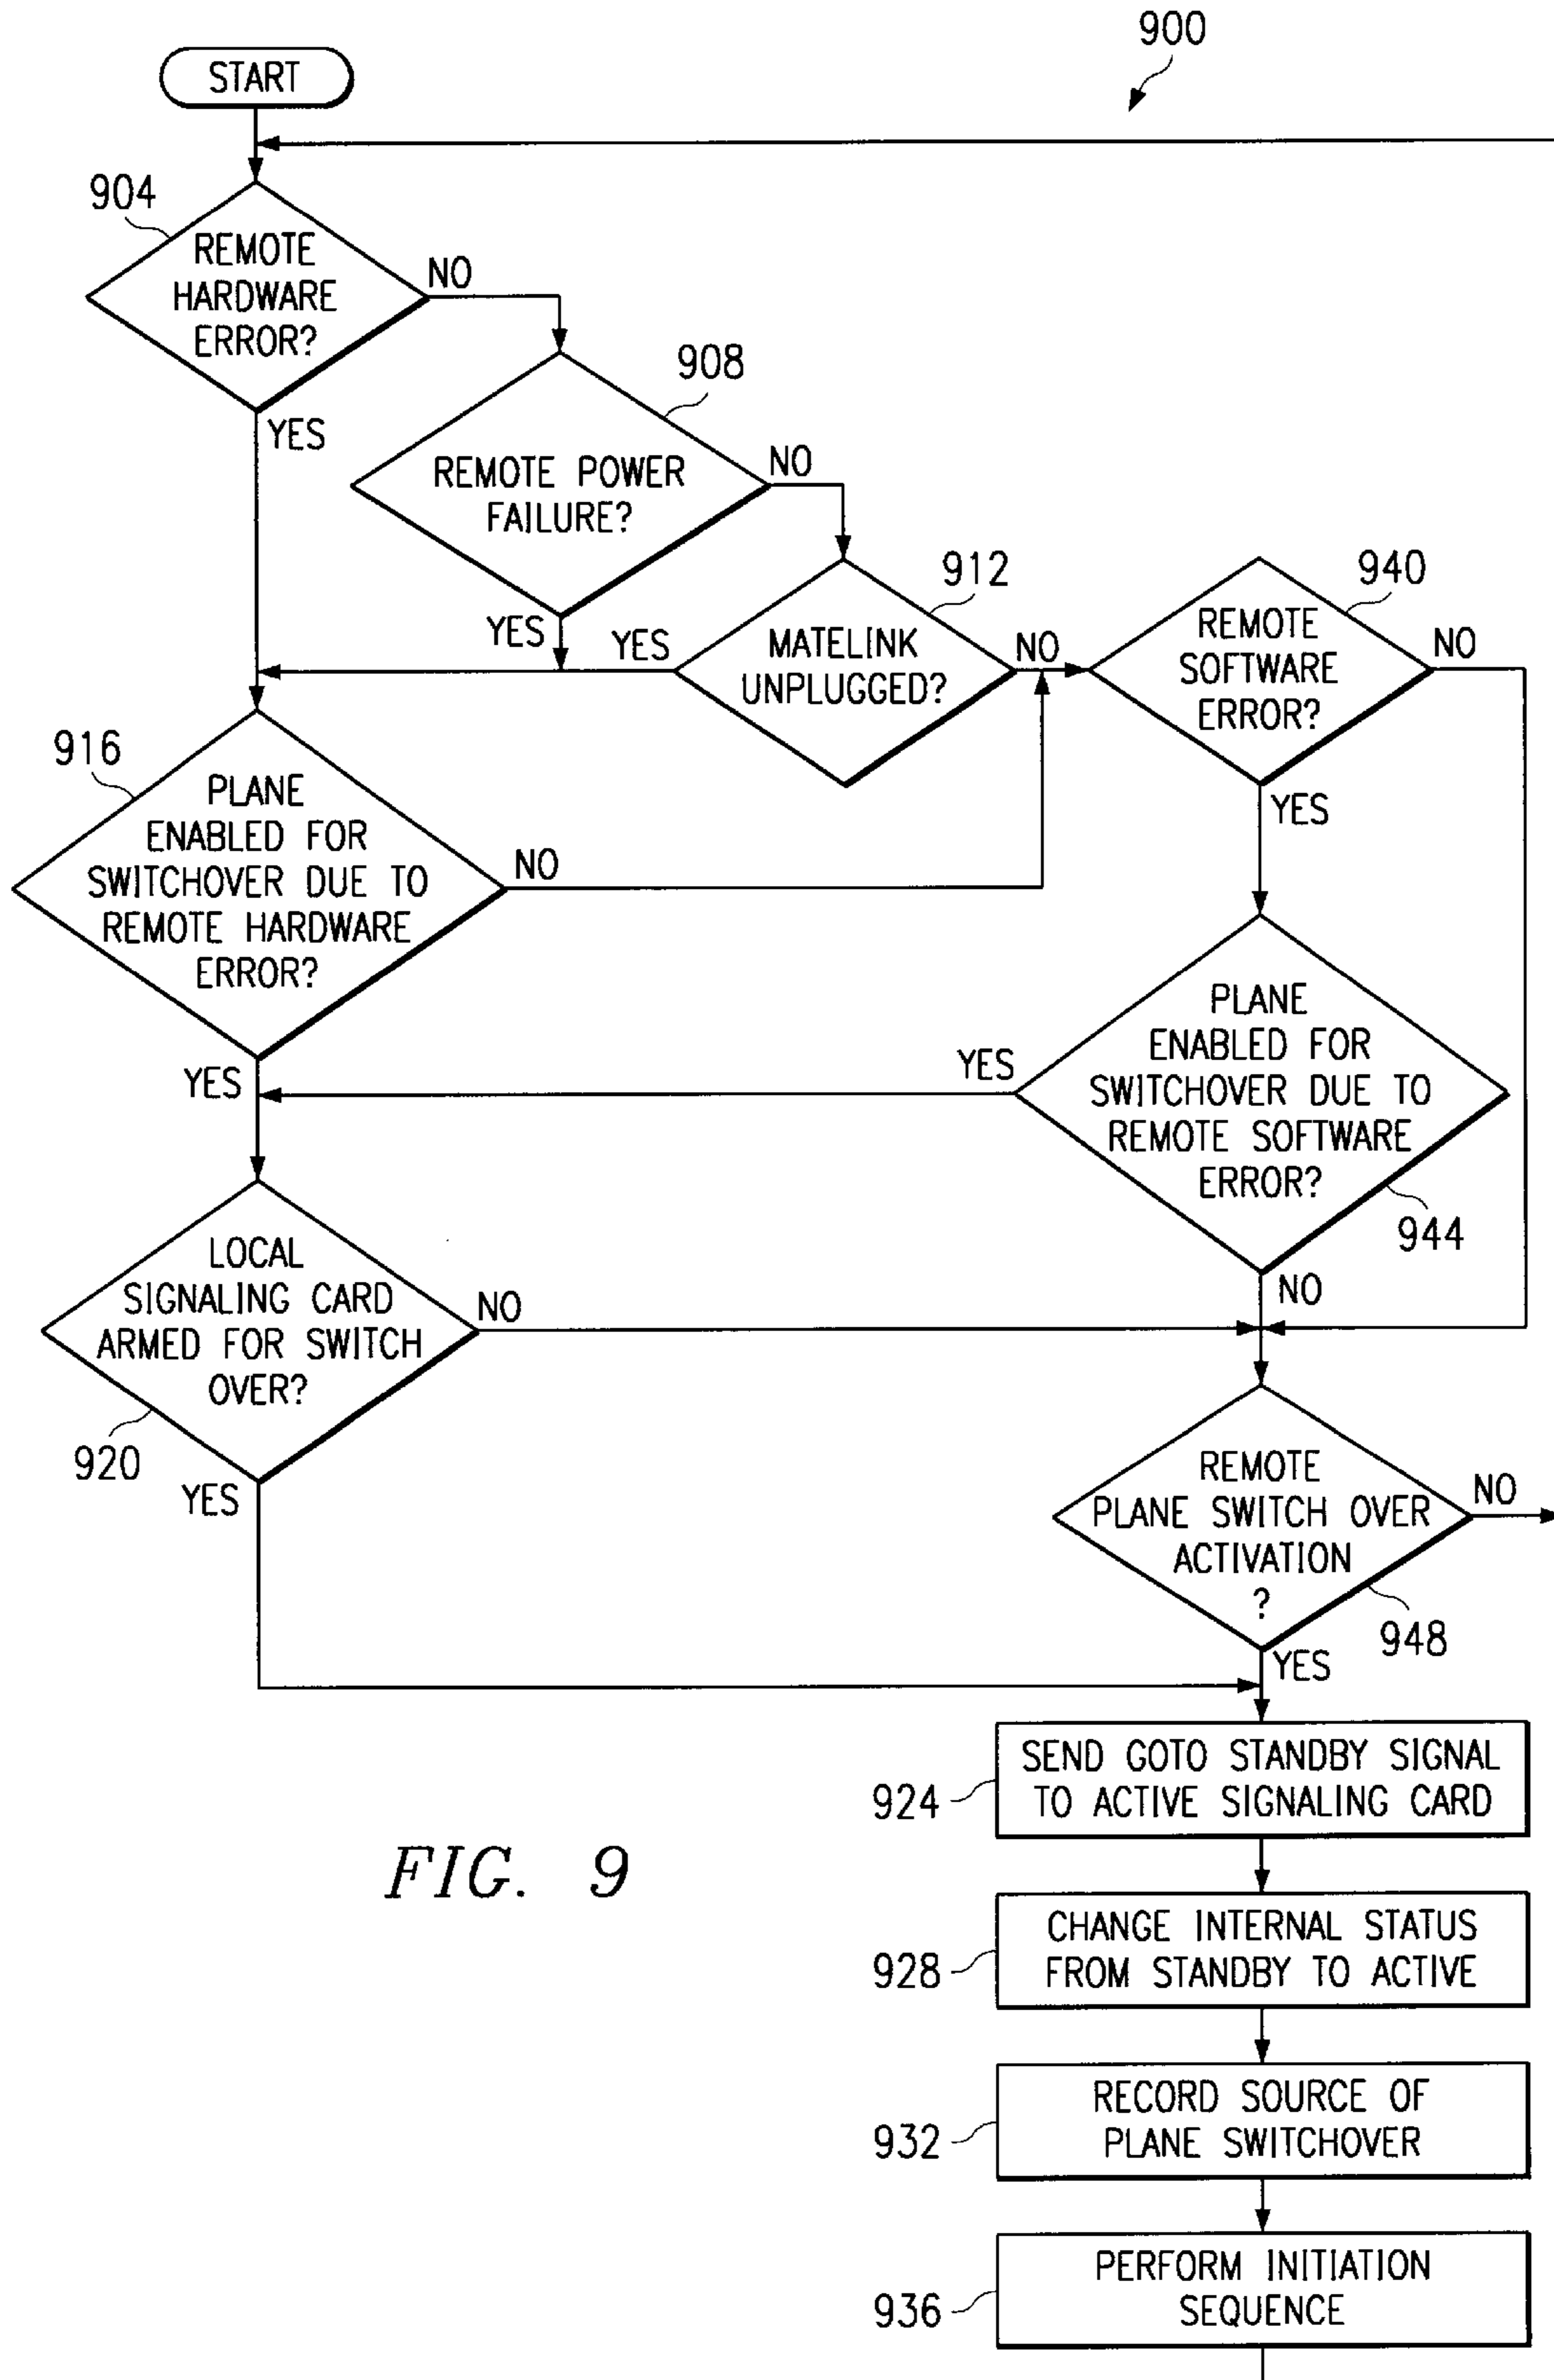 900
START
904
REMOTE
HARDWARE
ERROR?
NO
YES
908
REMOTE POWER
FAILURE?
NO
YES
912
MATELINK
UNPLUGGED?
YES
NO
940
REMOTE
SOFTWARE
ERROR?
NO
YES
916
PLANE
ENABLED FOR
SWITCHOVER DUE TO
REMOTE HARDWARE
ERROR?
NO
YES
PLANE
ENABLED FOR
SWITCHOVER DUE TO
REMOTE SOFTWARE
ERROR?
YES
944
NO
LOCAL
SIGNALING CARD
ARMED FOR SWITCH
OVER?
NO
920
YES
REMOTE
PLANE SWITCH OVER
ACTIVATION
?
NO
948
YES
SEND GOTO STANDBY SIGNAL
TO ACTIVE SIGNALING CARD
924
CHANGE INTERNAL STATUS
FROM STANDBY TO ACTIVE
928
RECORD SOURCE OF
PLANE SWITCHOVER
932
PERFORM INITIATION
SEQUENCE
936
FIG. 9